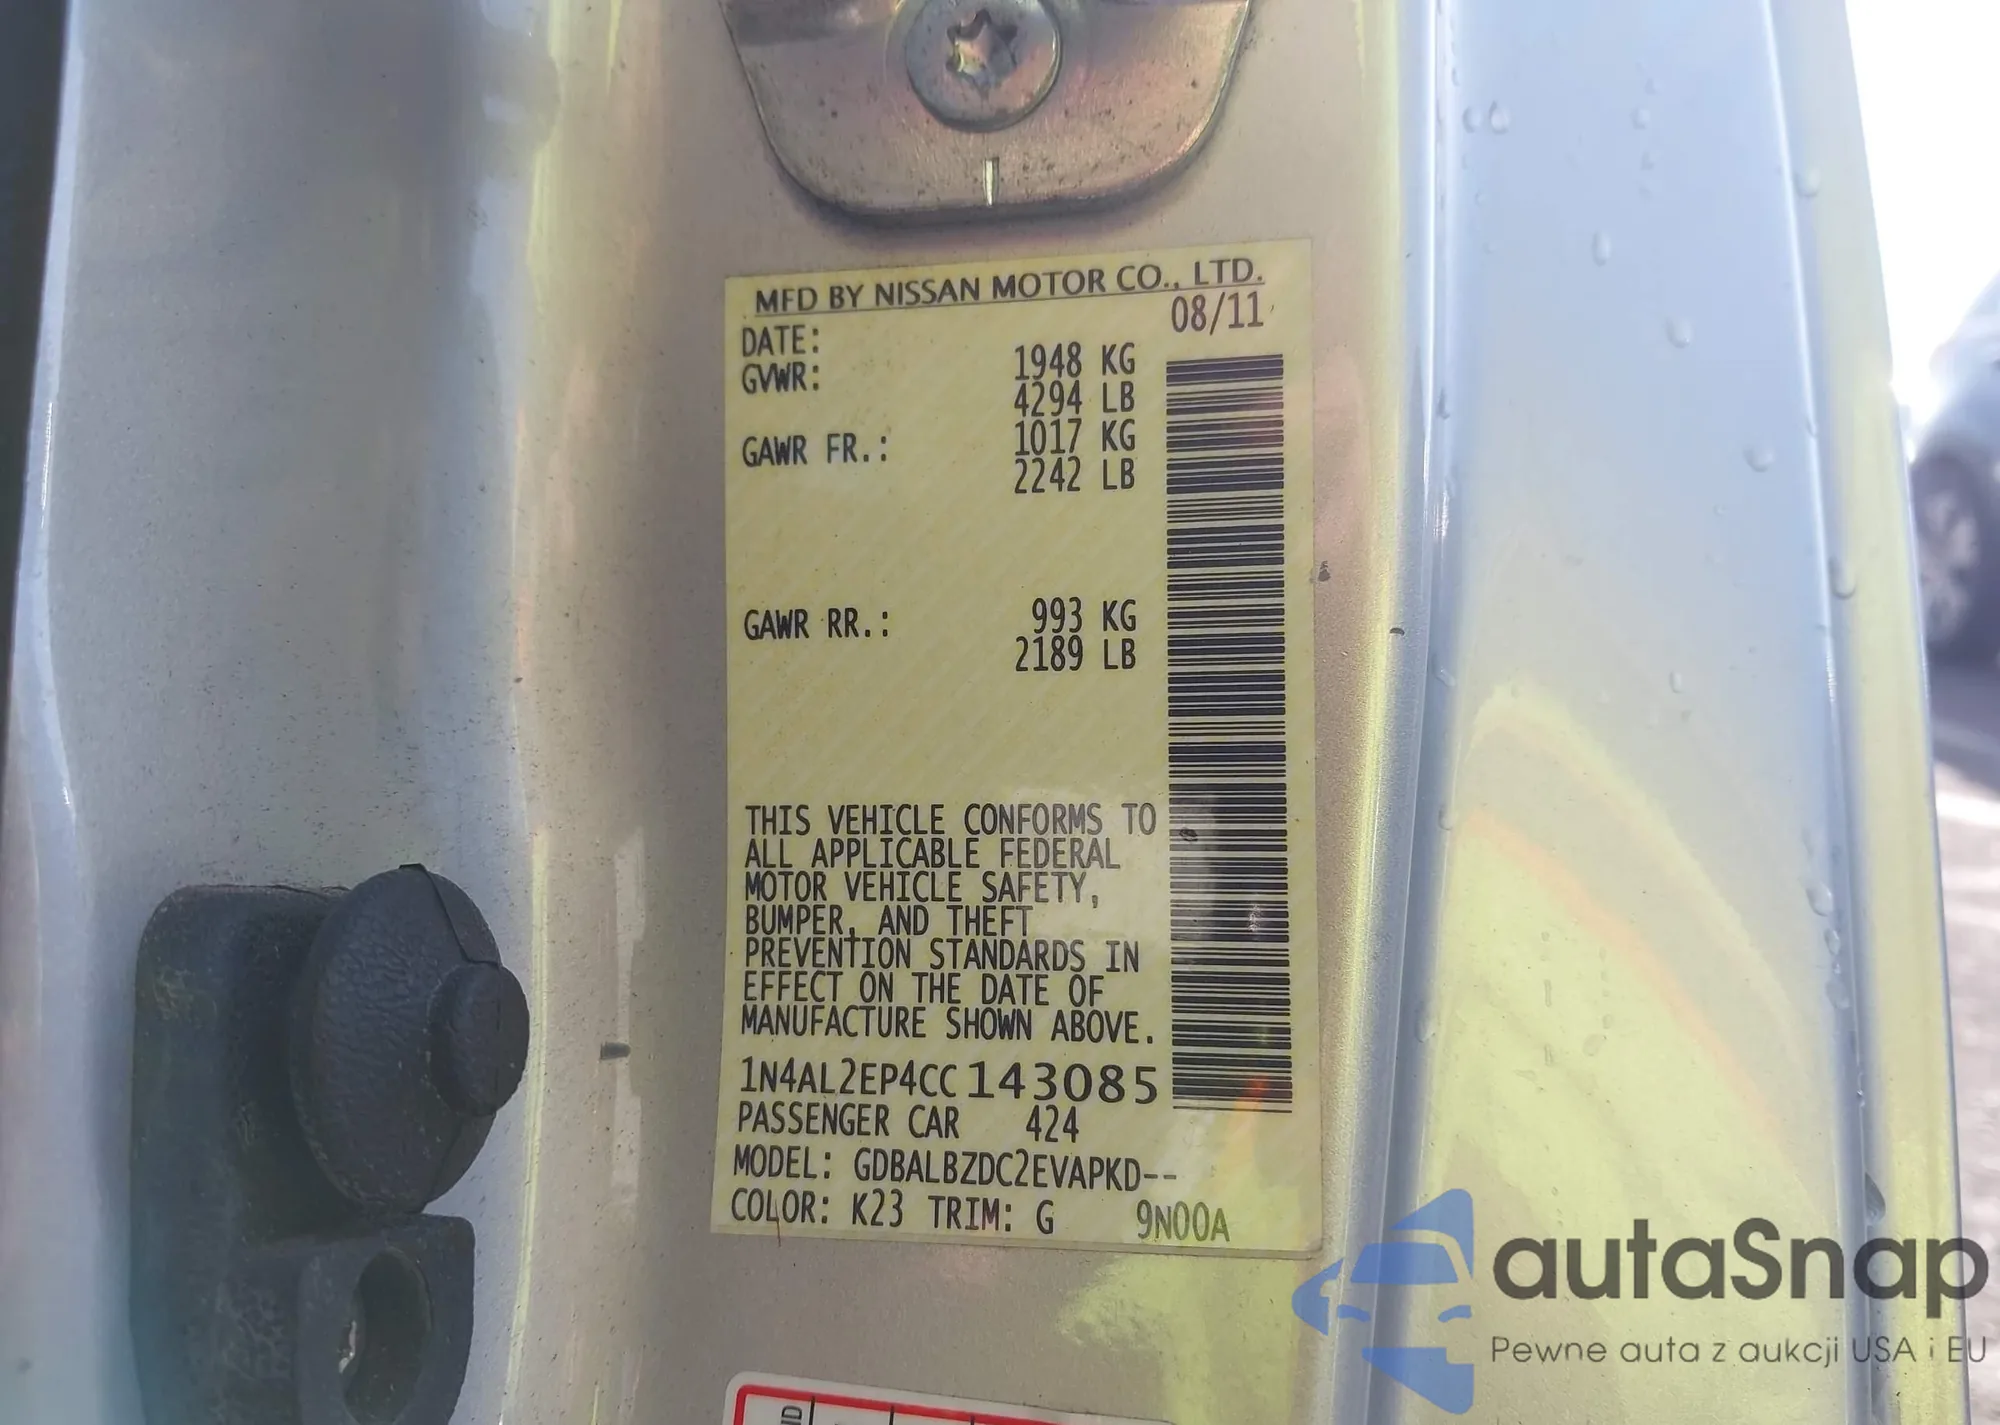 MFD BY NISSAN MOTOR CO., LTD.
DATE: 08/11
GVWR: 1948 KG
4294 LB
GAWR FR.: 1017 KG
2242 LB
GAWR RR.: 993 KG
2189 LB
THIS VEHICLE CONFORMS TO
ALL APPLICABLE FEDERAL
MOTOR VEHICLE SAFETY,
BUMPER, AND THEFT
PREVENTION STANDARDS IN
EFFECT ON THE DATE OF
MANUFACTURE SHOWN ABOVE.
1N4AL2EP4CC143085
PASSENGER CAR 424
MODEL: GDBALBZDC2EVAPKD--
COLOR: K23 TRIM: G 9N00A
autaSnap
Pewne auta z aukcji USA i EU